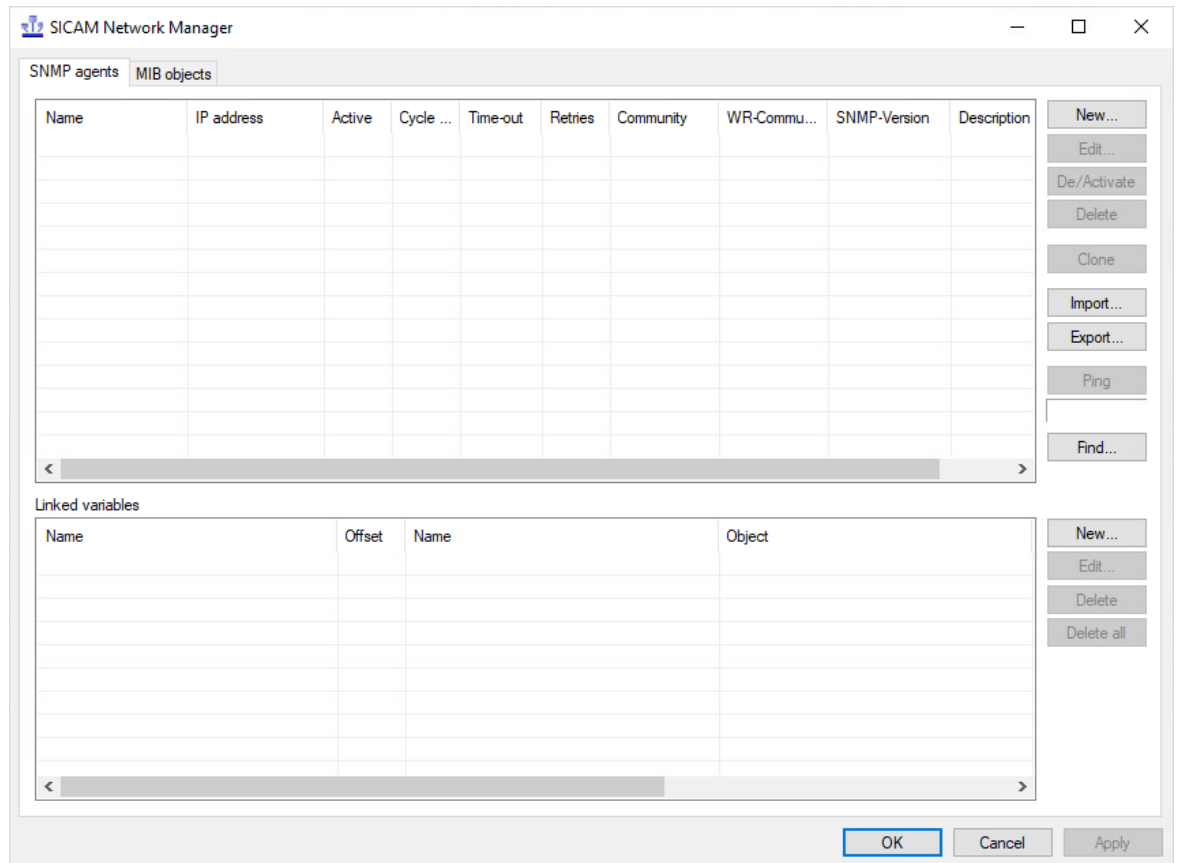 SICAM Network Manager
SNMP agents MIB objects
Name IP address Active Cycle ... Time-out Retries Community WR-Commu... SNMP-Version Description
New...
Edit...
De/Activate
Delete
Clone
Import...
Export...
Ping
Find...
Linked variables
Name Offset Name Object
New...
Edit...
Delete
Delete all
OK Cancel Apply